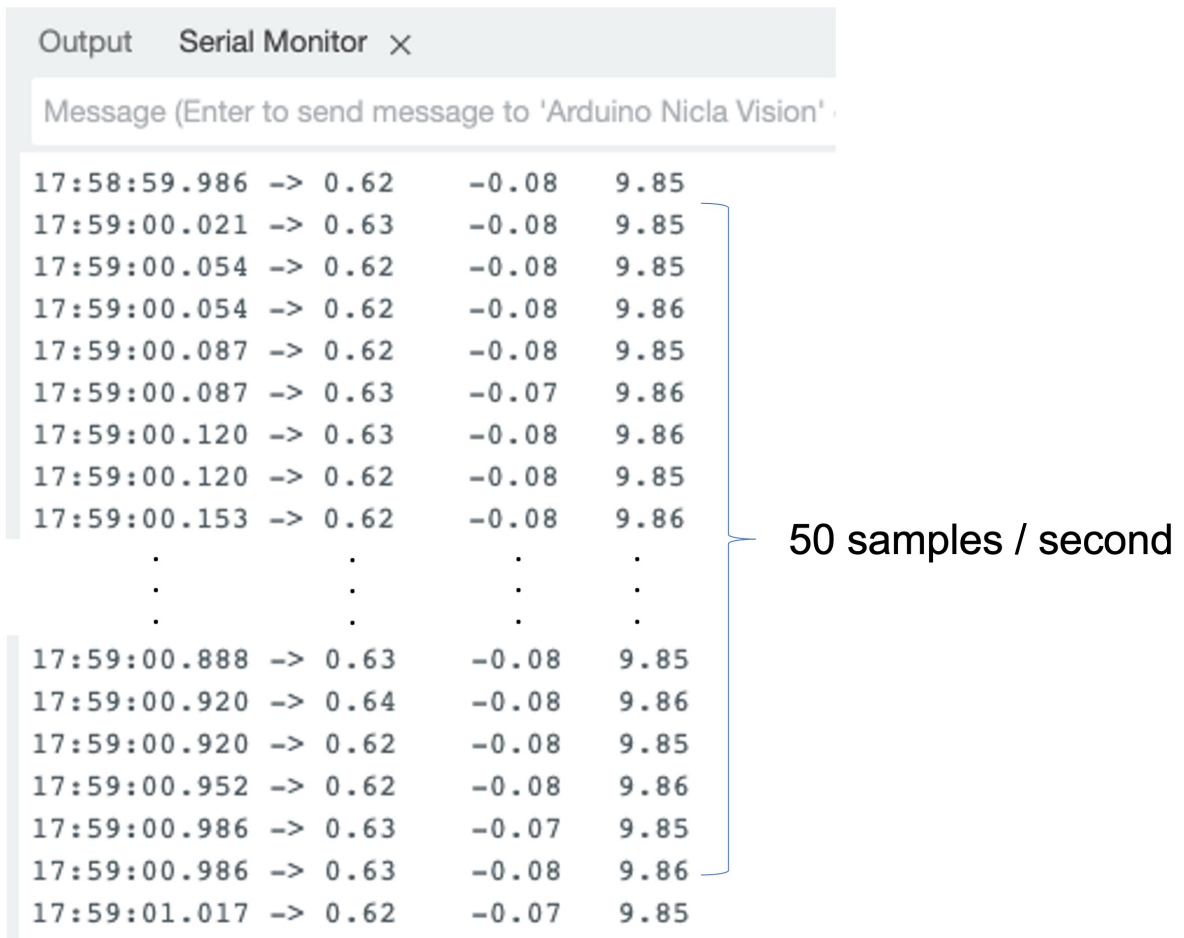 Output Serial Monitor ×
Message (Enter to send message to 'Arduino Nicla Vision'
17:58:59.986 -> 0.62 -0.08 9.85
17:59:00.021 -> 0.63 -0.08 9.85
17:59:00.054 -> 0.62 -0.08 9.85
17:59:00.054 -> 0.62 -0.08 9.86
17:59:00.087 -> 0.62 -0.08 9.85
17:59:00.087 -> 0.63 -0.07 9.86
17:59:00.120 -> 0.63 -0.08 9.86
17:59:00.120 -> 0.62 -0.08 9.85
17:59:00.153 -> 0.62 -0.08 9.86
50 samples / second
. . . .
. . . .
. . . .
17:59:00.888 -> 0.63 -0.08 9.85
17:59:00.920 -> 0.64 -0.08 9.86
17:59:00.920 -> 0.62 -0.08 9.85
17:59:00.952 -> 0.62 -0.08 9.86
17:59:00.986 -> 0.63 -0.07 9.85
17:59:00.986 -> 0.63 -0.08 9.86
17:59:01.017 -> 0.62 -0.07 9.85